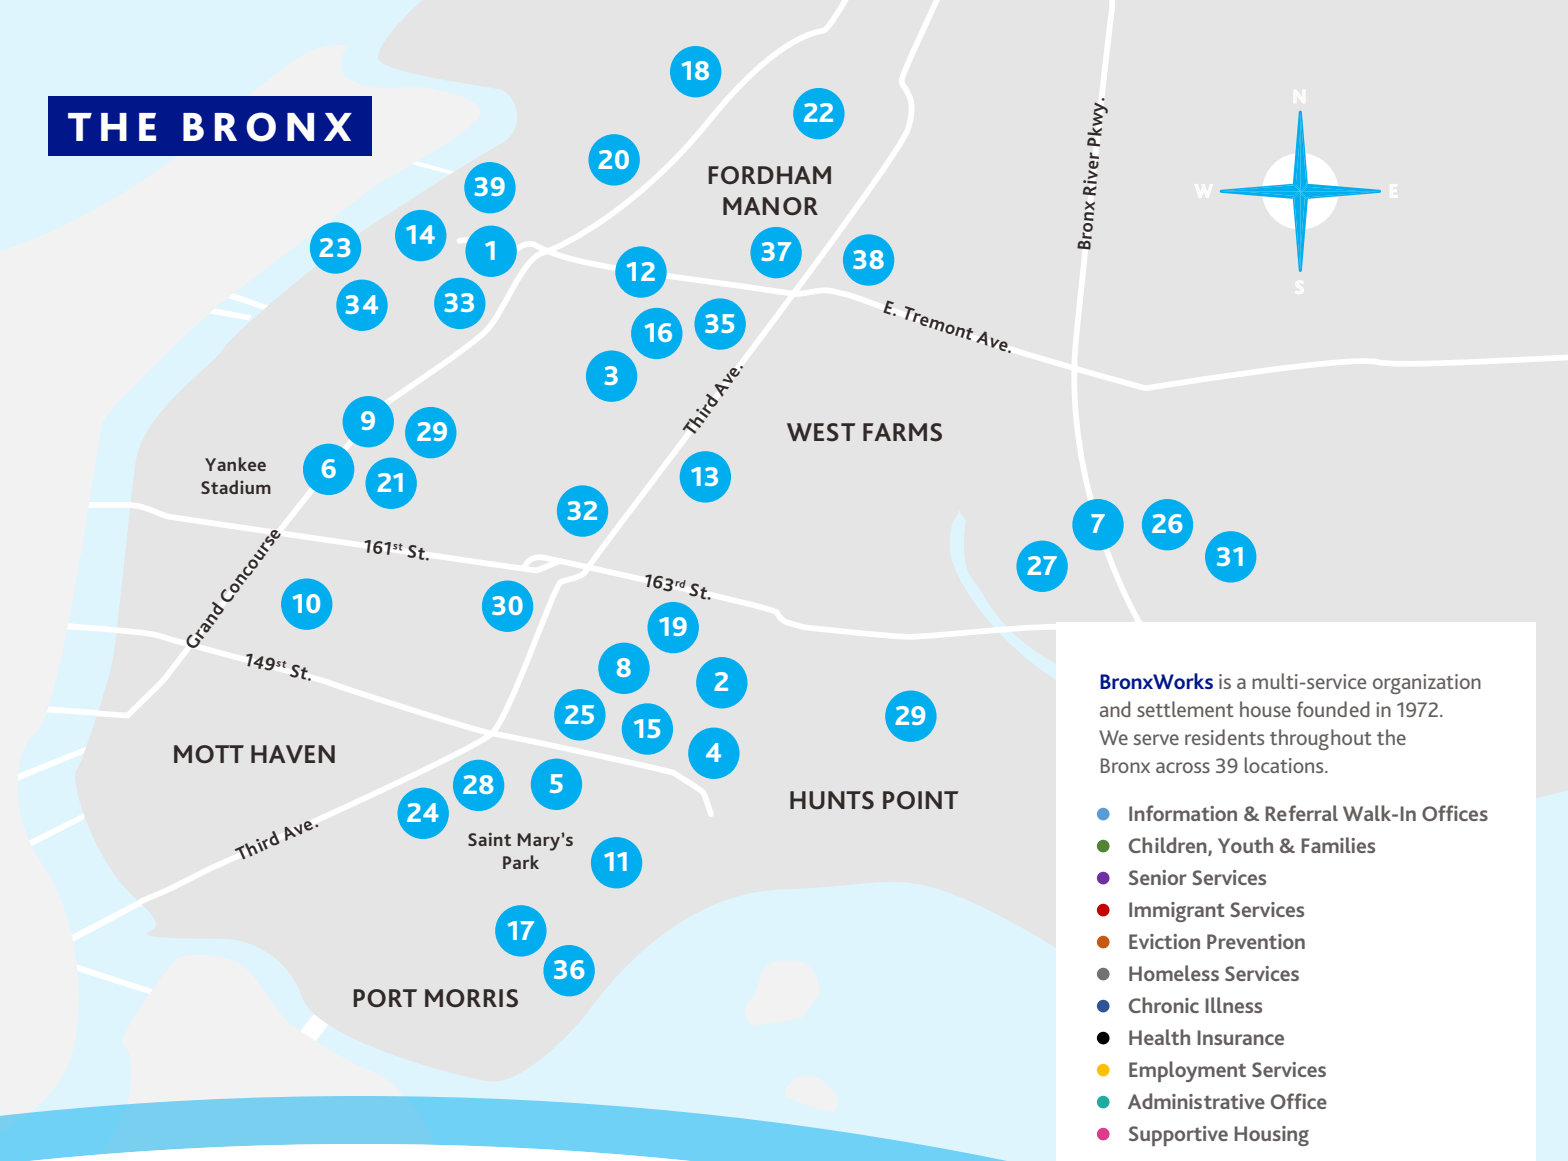 THE BRONX
18
22
20
FORDHAM
MANOR
39
14
23
1
37
38
12
34
33
16
35
3
Bronx River Pkwy.
N
W
E
S
E. Tremont Ave.
Third Ave.
9
29
WEST FARMS
Yankee
Stadium
6
21
13
32
7
26
27
31
161st St.
Grand Concourse
163rd St.
10
30
19
149st St.
8
2
25
15
29
4
MOTT HAVEN
28
5
24
HUNTS POINT
Third Ave.
Saint Mary's
Park
11
17
36
PORT MORRIS
BronxWorks is a multi-service organization
and settlement house founded in 1972.
We serve residents throughout the
Bronx across 39 locations.
Information & Referral Walk-In Offices
Children, Youth & Families
Senior Services
Immigrant Services
Eviction Prevention
Homeless Services
Chronic Illness
Health Insurance
Employment Services
Administrative Office
Supportive Housing